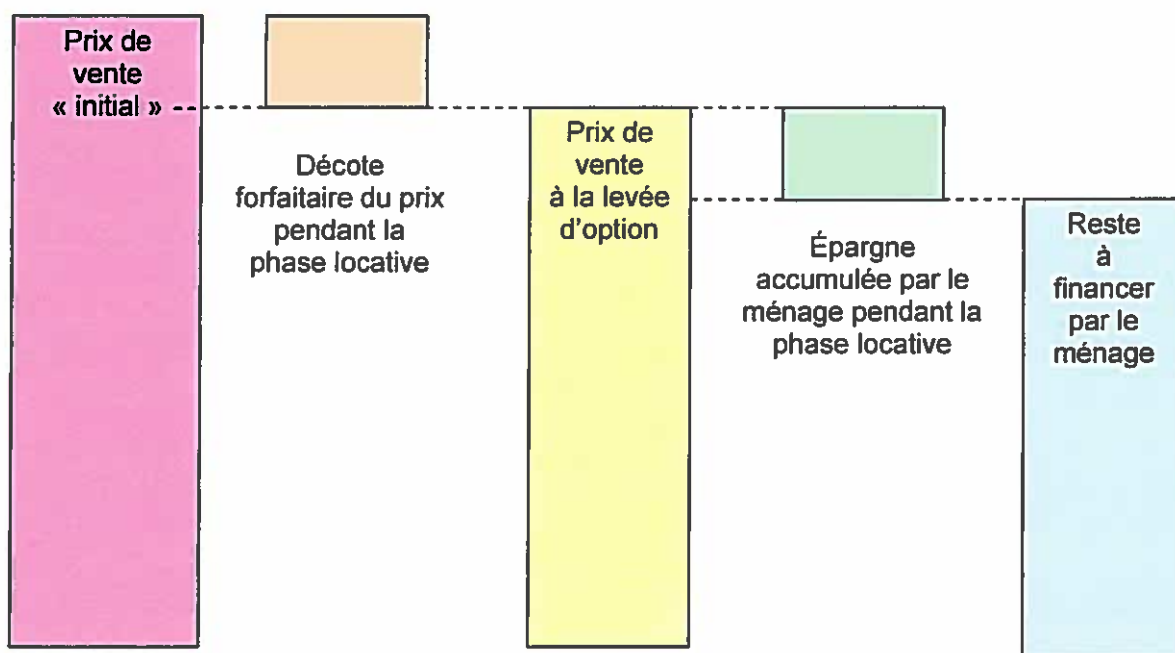 Prix de
vente
« initial »
Décote
forfaitaire du prix
pendant la
phase locative
Prix de
vente
à la levée
d'option
Épargne
accumulée par le
ménage pendant la
phase locative
Reste
à
financer
par le
ménage